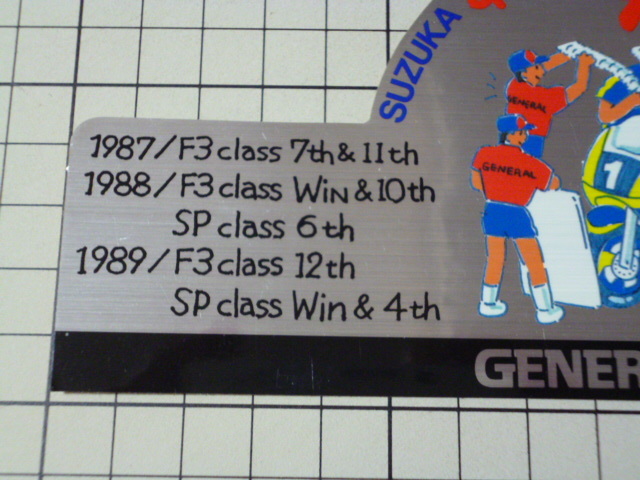 SUZUKA
1987/F3 class 7th & 11th
1988/F3 class WIN & 10th
SP class 6th
1989/F3 class 12th
SP class Win & 4th
GENERAL
GENERAL
1
GENER